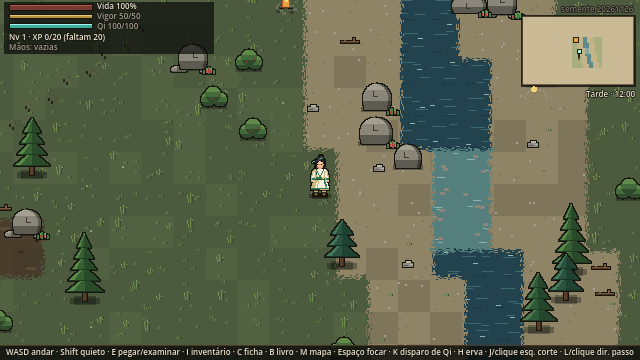 Vida 100%
Vigor 50/50
Qi 100/100
Nv 1 · XP 0/20 (faltam 20)
Mãos: vazias
semente 20261126
Tarde · 12:00
WASD andar · Shift quieto · E pegar/examinar · I inventário · C ficha · B livro · M mapa · Espaço focar · K disparo de Qi · H erva · J/clique esq. corte · L/clique dir. passo